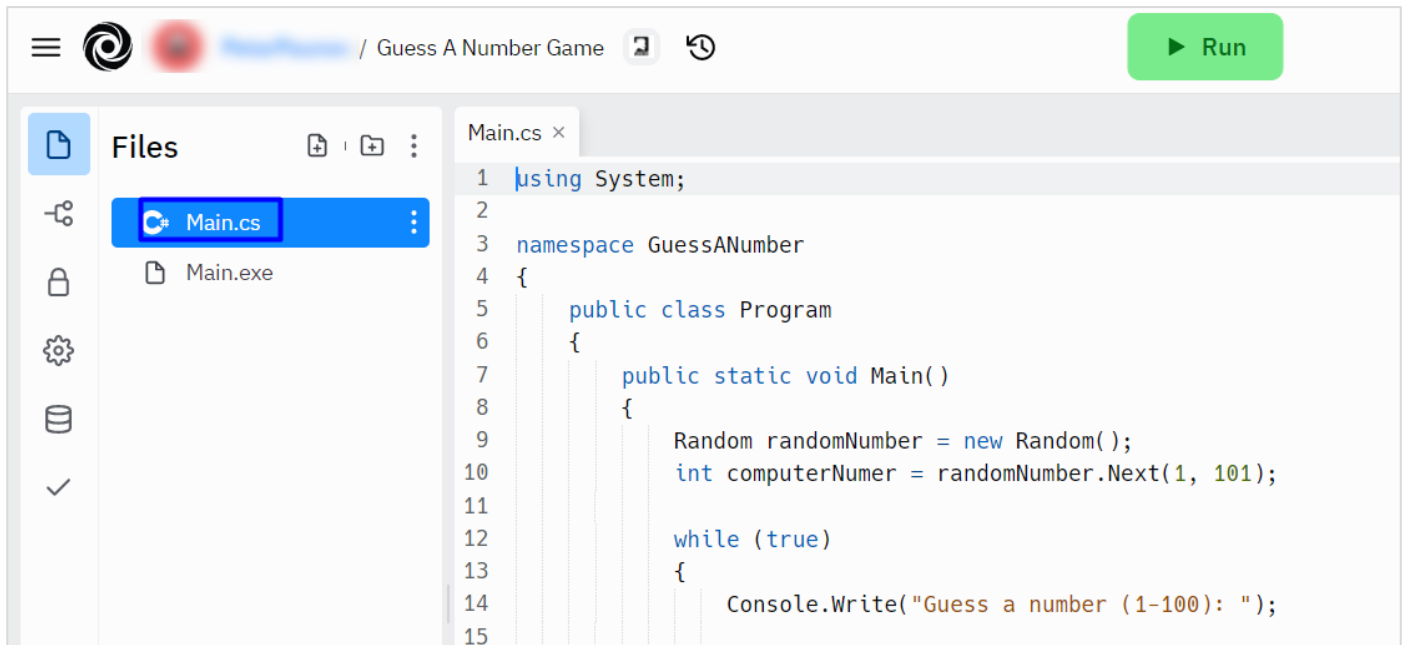 / Guess A Number Game
Run
Files
Main.cs
Main.exe
Main.cs ×
1 using System;
2
3 namespace GuessANumber
4 {
5     public class Program
6     {
7         public static void Main()
8         {
9             Random randomNumber = new Random();
10             int computerNumer = randomNumber.Next(1, 101);
11
12             while (true)
13             {
14                 Console.Write("Guess a number (1-100): ");
15